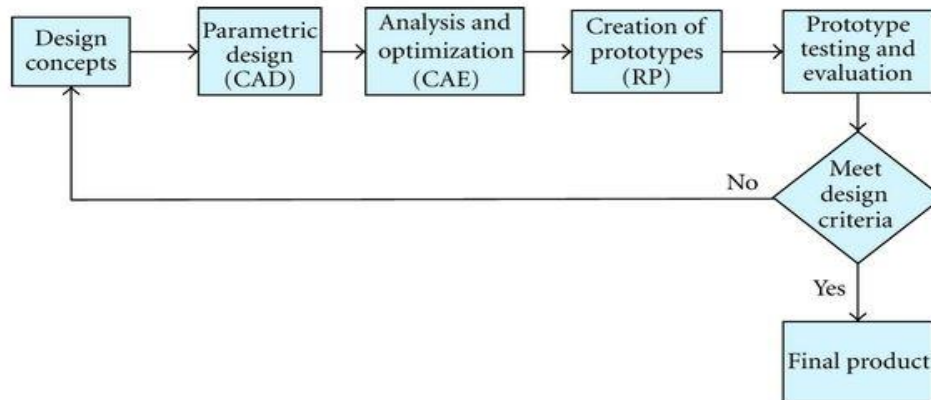 Design
concepts
Parametric
design
(CAD)
Analysis and
optimization
(CAE)
Creation of
prototypes
(RP)
Prototype
testing and
evaluation
No
Meet
design
criteria
Yes
Final product